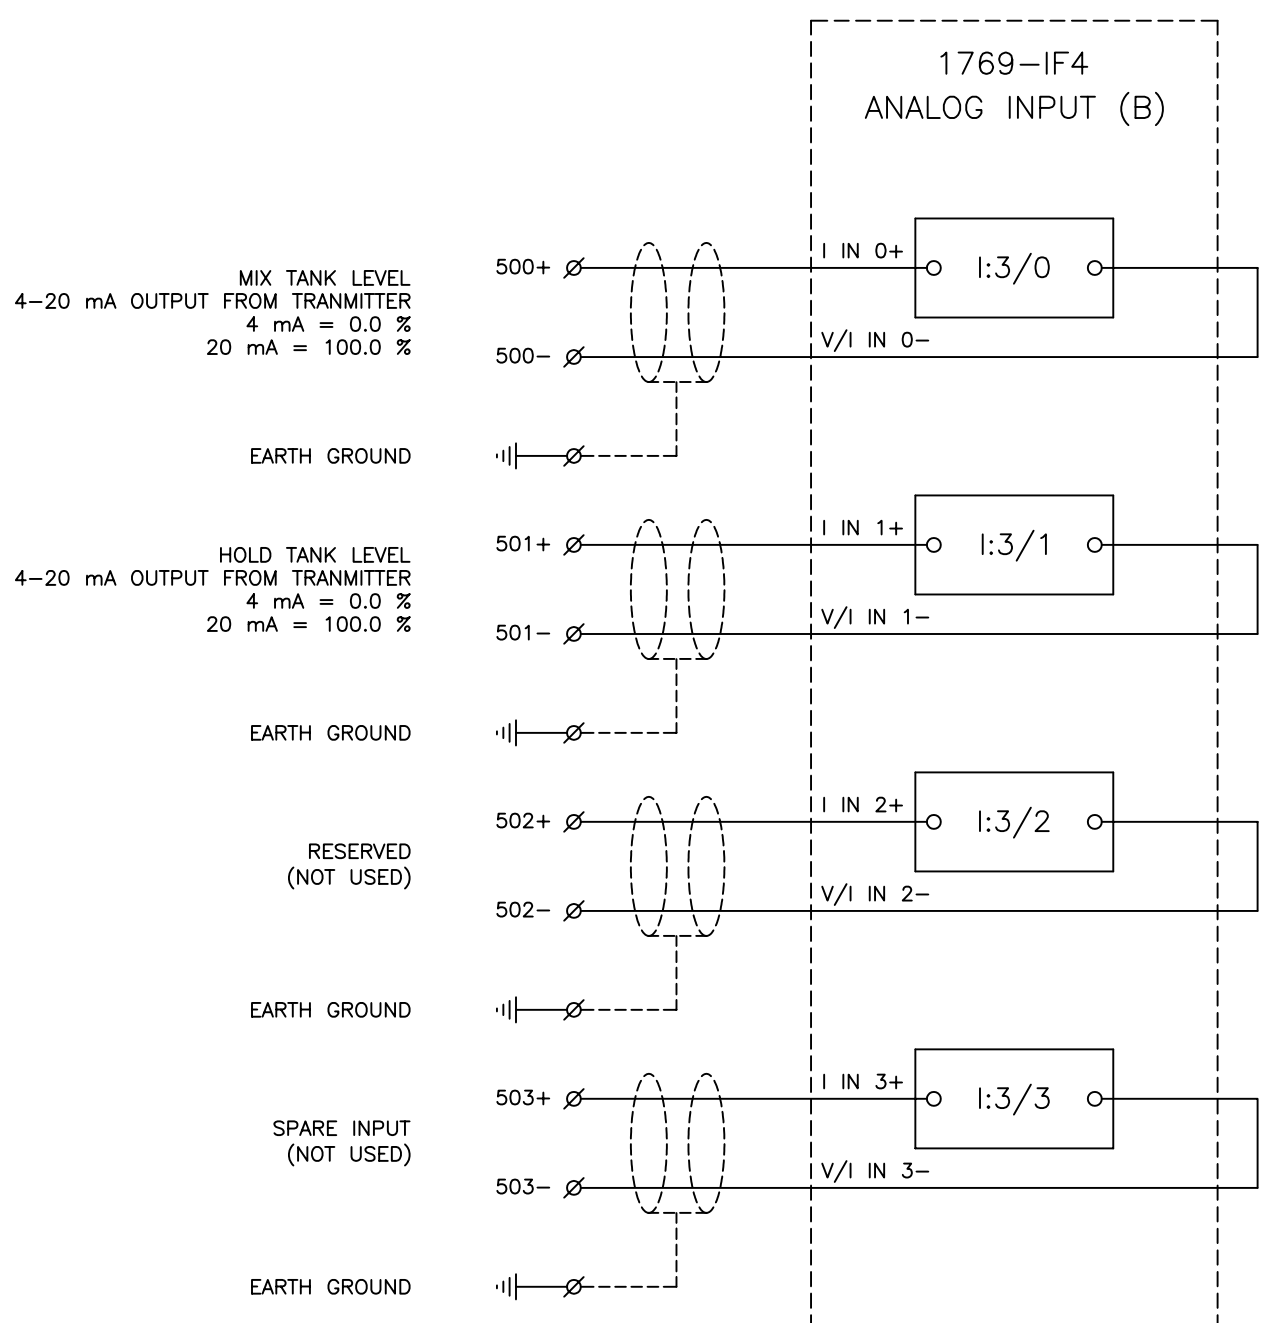 1769-IF4
ANALOG INPUT (B)
I IN 0+
500+
I:3/0
MIX TANK LEVEL
4-20 mA OUTPUT FROM TRANMITTER
4 mA = 0.0 %
20 mA = 100.0 %
V/I IN 0-
500-
EARTH GROUND
I IN 1+
501+
I:3/1
HOLD TANK LEVEL
4-20 mA OUTPUT FROM TRANMITTER
4 mA = 0.0 %
20 mA = 100.0 %
V/I IN 1-
501-
EARTH GROUND
I IN 2+
502+
I:3/2
RESERVED
(NOT USED)
V/I IN 2-
502-
EARTH GROUND
I IN 3+
503+
I:3/3
SPARE INPUT
(NOT USED)
V/I IN 3-
503-
EARTH GROUND